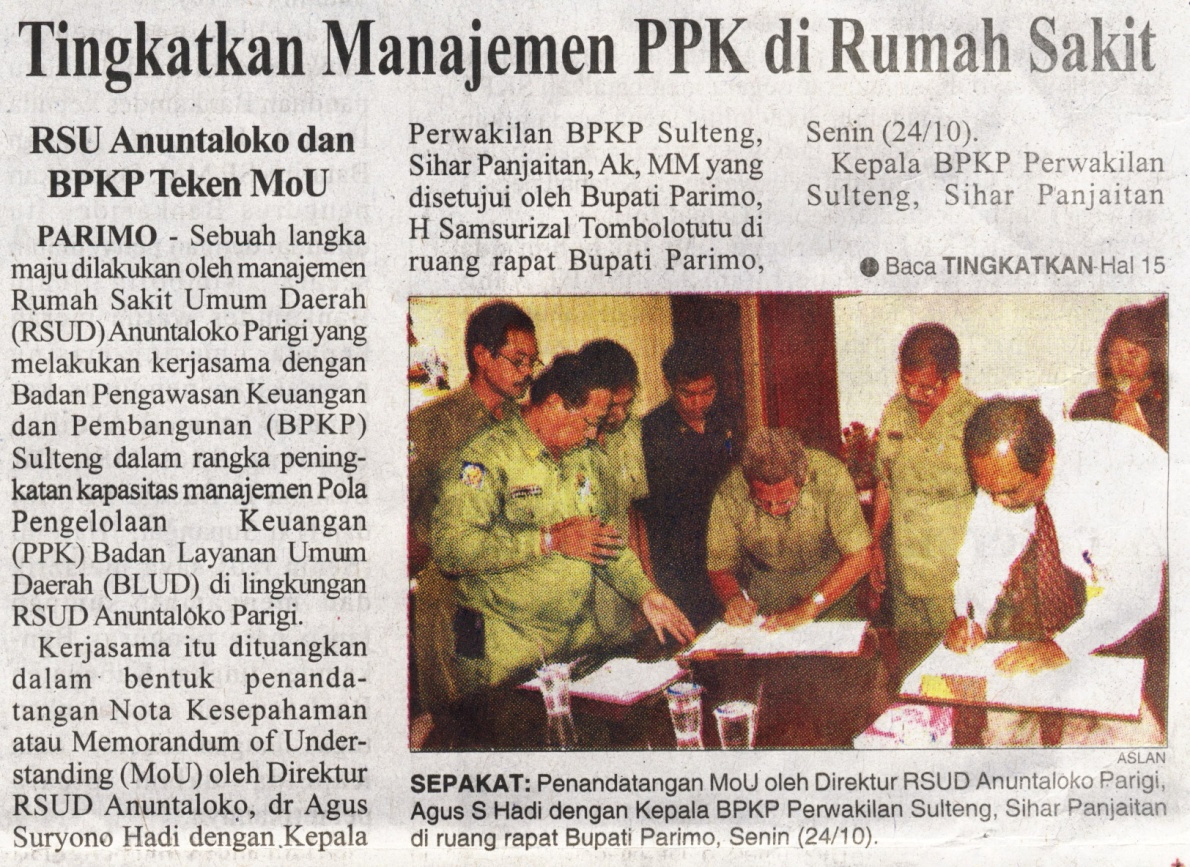 Tingkatkan Manajemen PPK di Rumah Sakit
RSU Anuntaloko dan
BPKP Teken MoU
PARIMO - Sebuah langka
maju dilakukan oleh manajemen
Rumah Sakit Umum Daerah
(RSUD) Anuntaloko Parigi yang
melakukan kerjasama dengan
Badan Pengawasan Keuangan
dan Pembangunan (BPKP)
Sulteng dalam rangka pening-
katan kapasitas manajemen Pola
Pengelolaan Keuangan
(PPK) Badan Layanan Umum
Daerah (BLUD) di lingkungan
RSUD Anuntaloko Parigi.
Kerjasama itu dituangkan
dalam bentuk penanda-
tangan Nota Kesepahaman
atau Memorandum of Under-
standing (MoU) oleh Direktur
RSUD Anuntaloko, dr Agus
Suryono Hadi dengan Kepala
Perwakilan BPKP Sulteng,
Sihar Panjaitan, Ak, MM yang
disetujui oleh Bupati Parimo,
H Samsurizal Tombolotutu di
ruang rapat Bupati Parimo,
Senin (24/10).
Kepala BPKP Perwakilan
Sulteng, Sihar Panjaitan
● Baca TINGKATKAN-Hal 15
ASLAN
SEPAKAT: Penandatangan MoU oleh Direktur RSUD Anuntaloko Parigi,
Agus S Hadi dengan Kepala BPKP Perwakilan Sulteng, Sihar Panjaitan
di ruang rapat Bupati Parimo, Senin (24/10).